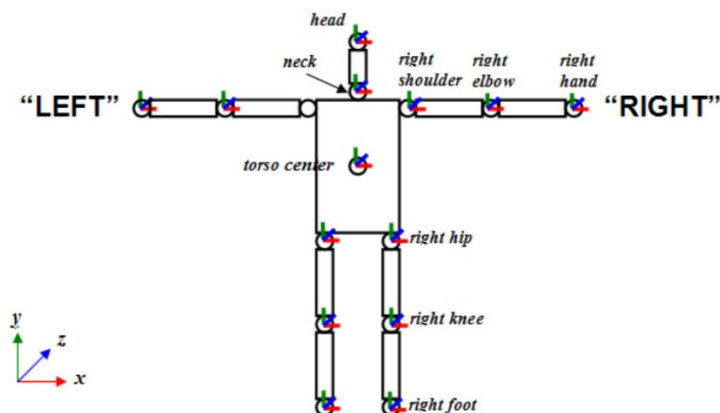 head
neck
right
shoulder
right
elbow
right
hand
“LEFT”
“RIGHT”
torso center
right hip
right knee
right foot
y
z
x